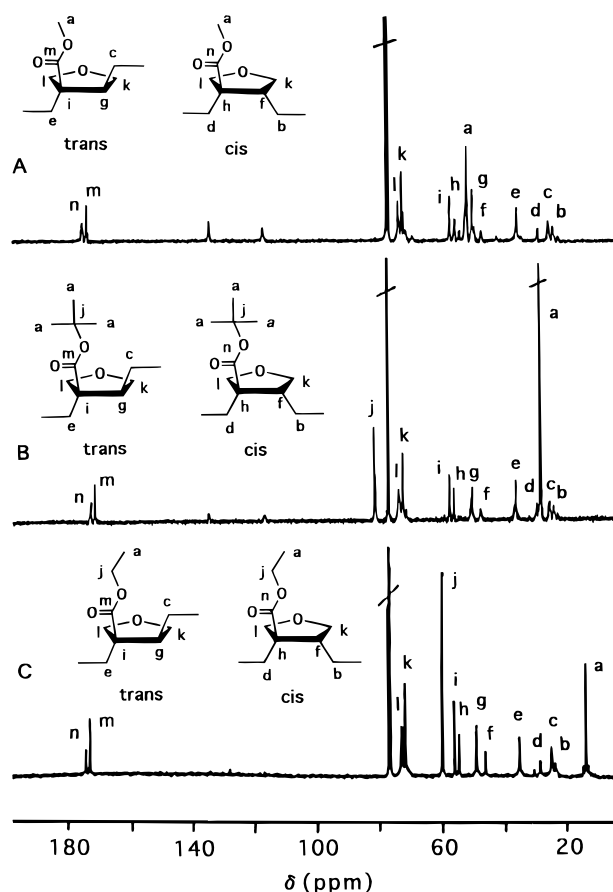 a a
m O c n O
O l O k O l O k
i g h f
e d b
trans cis
A
n m l k i h a g f e d c b
a a
a j a a j a
m O c n O
O l O k O l O k
i g h f
e d b
trans cis
B
n m j l k i h g f e d a c b
a a
j j
m O c n O
O l O k O l O k
i g h f
e d b
trans cis
C
n m l k j i h g f e d c b a
180 140 100 60 20
δ (ppm)